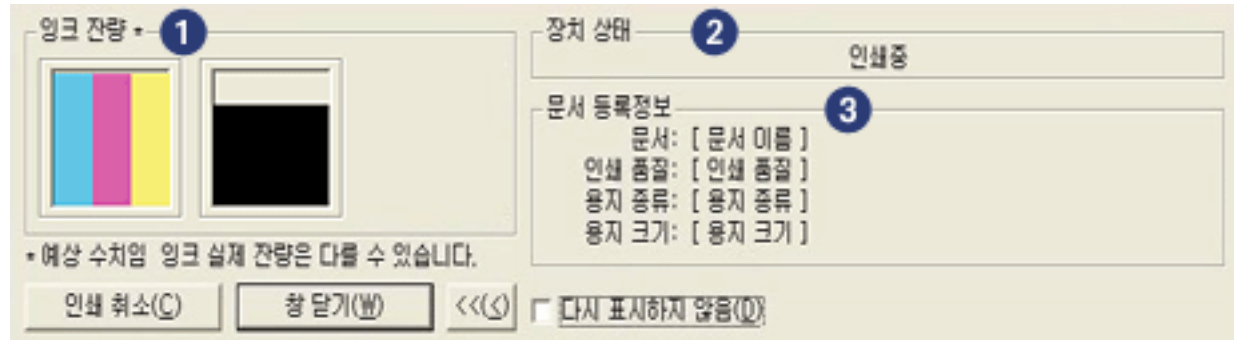 잉크 잔량 *
1
* 예상 수치임 잉크 실제 잔량은 다를 수 있습니다.
인쇄 취소(C)
창 닫기(W)
<<(<)
장치 상태
2
인쇄중
문서 등록정보
3
문서: [ 문서 이름 ]
인쇄 품질: [ 인쇄 품질 ]
용지 종류: [ 용지 종류 ]
용지 크기: [ 용지 크기 ]
다시 표시하지 않음(D)